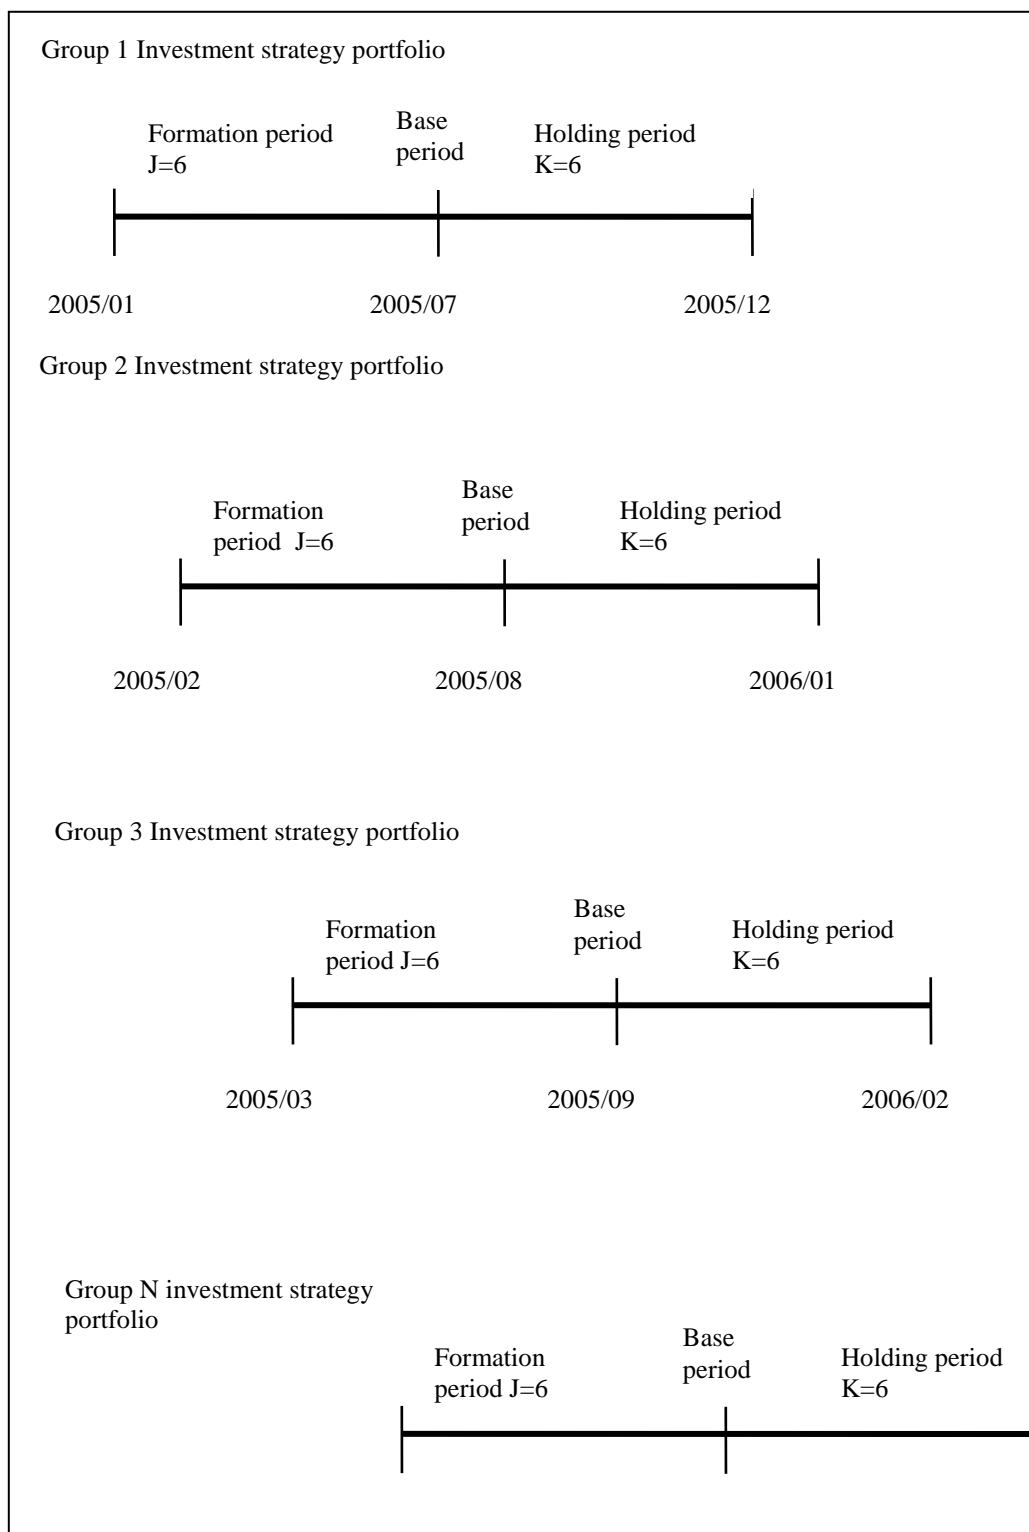 Group 1 Investment strategy portfolio
Formation period
J=6
Base
period
Holding period
K=6
2005/01
2005/07
2005/12
Group 2 Investment strategy portfolio
Formation
period  J=6
Base
period
Holding period
K=6
2005/02
2005/08
2006/01
Group 3 Investment strategy portfolio
Formation
period J=6
Base
period
Holding period
K=6
2005/03
2005/09
2006/02
Group N investment strategy
portfolio
Formation
period J=6
Base
period
Holding period
K=6